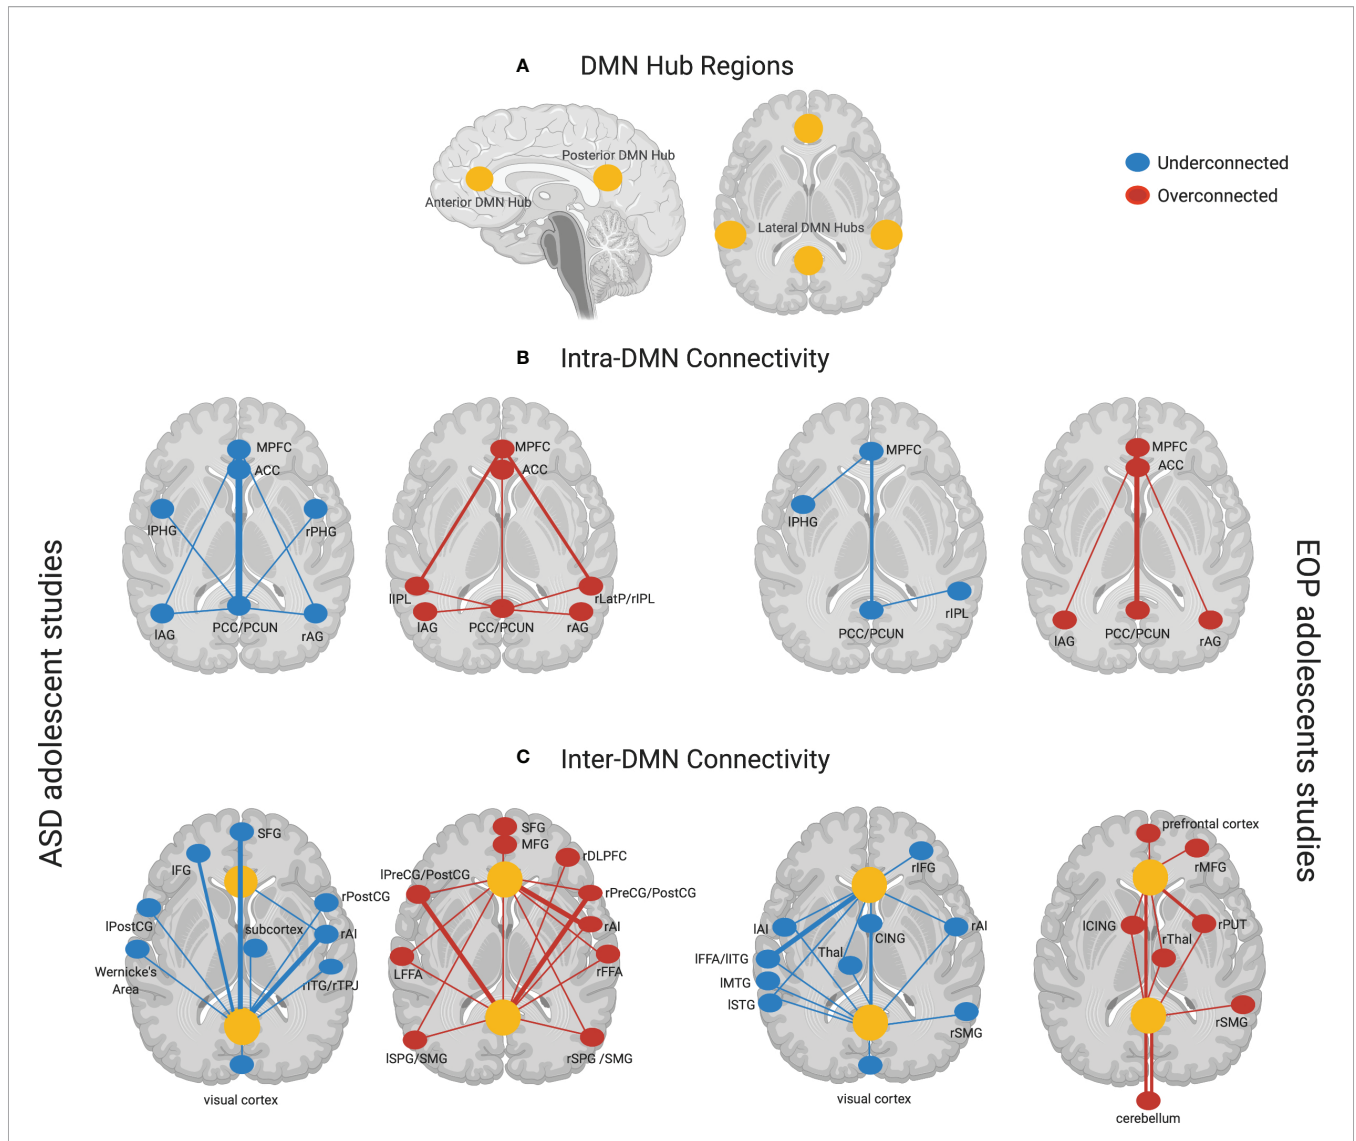 A DMN Hub Regions
Posterior DMN Hub
Anterior DMN Hub
Lateral DMN Hubs
Underconnected
Overconnected
B Intra-DMN Connectivity
ASD adolescent studies
MPFC
ACC
lPHG
rPHG
lAG
PCC/PCUN
rAG
MPFC
ACC
lIPL
rLatP/rIPL
lAG
PCC/PCUN
rAG
MPFC
lPHG
PCC/PCUN
rIPL
MPFC
ACC
lAG
PCC/PCUN
rAG
EOP adolescents studies
C Inter-DMN Connectivity
SFG
IFG
rPostCG
lPostCG
subcortex
rAI
Wernicke's
Area
rITG/rTPJ
visual cortex
SFG
MFG
rDLPFC
lPreCG/PostCG
rPreCG/PostCG
rAI
LFFA
rFFA
lSPG/SMG
rSPG /SMG
rIFG
lAI
CING
rAI
lFFA/lITG
Thal
lMTG
lSTG
rSMG
visual cortex
prefrontal cortex
rMFG
lCING
rPUT
rThal
rSMG
cerebellum